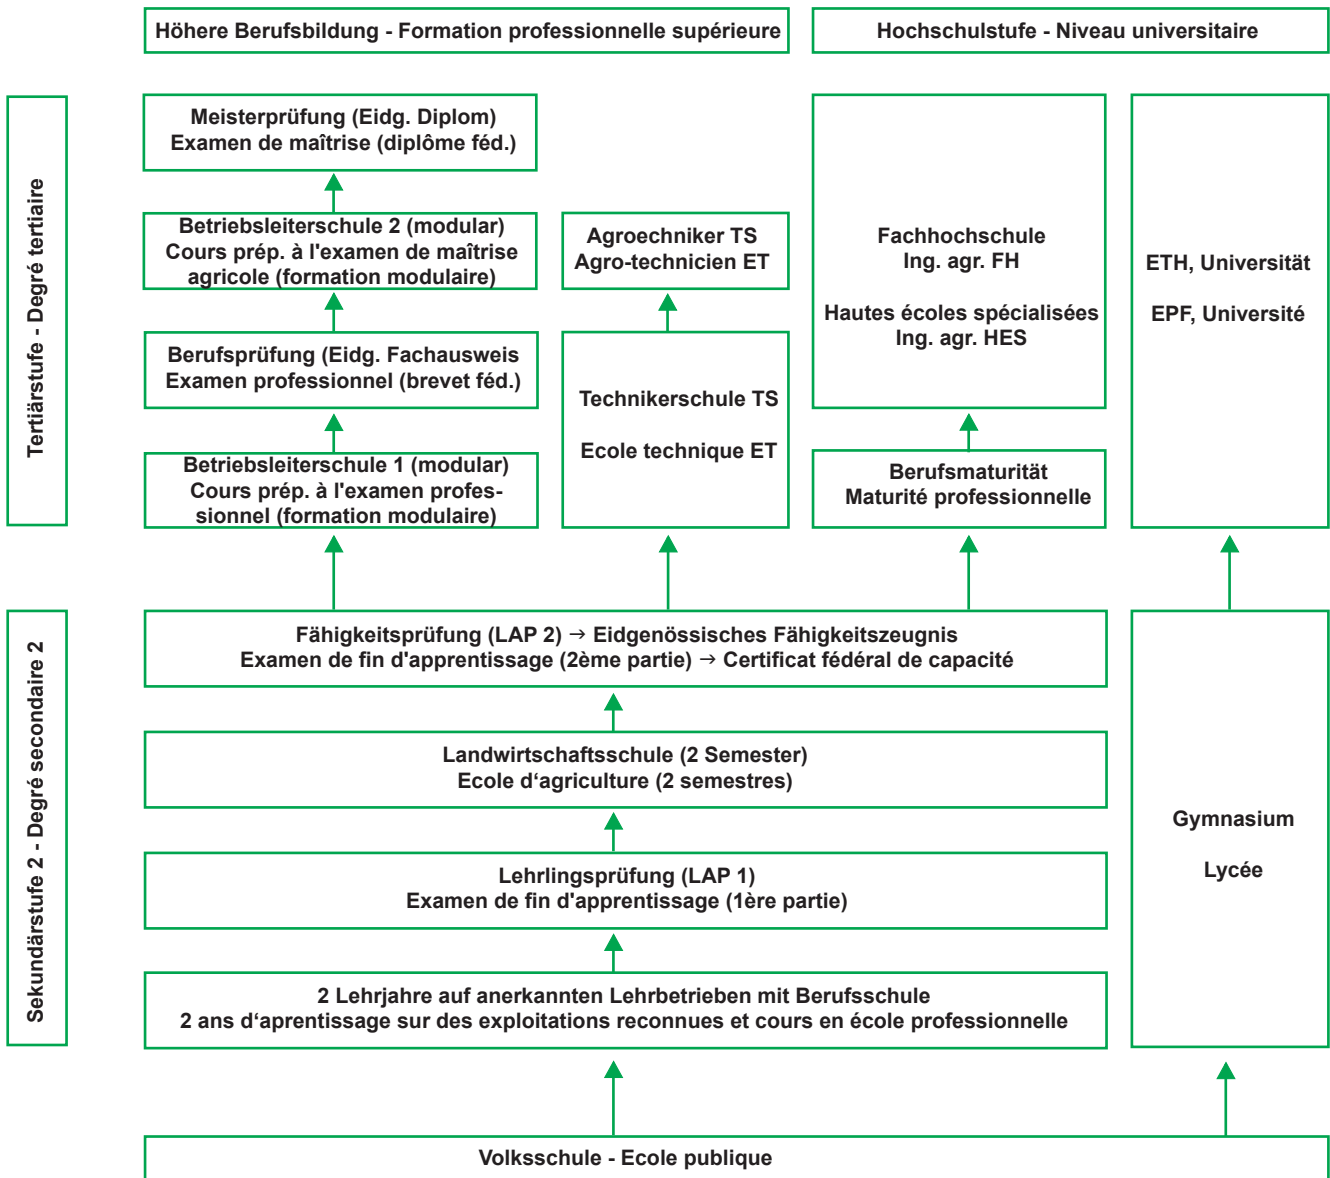 Höhere Berufsbildung - Formation professionnelle supérieure
Hochschulstufe - Niveau universitaire
Tertiärstufe - Degré tertiaire
Meisterprüfung (Eidg. Diplom)
Examen de maîtrise (diplôme féd.)
Betriebsleiterschule 2 (modular)
Cours prép. à l'examen de maîtrise
agricole (formation modulaire)
Berufsprüfung (Eidg. Fachausweis
Examen professionnel (brevet féd.)
Betriebsleiterschule 1 (modular)
Cours prép. à l'examen profes-
sionnel (formation modulaire)
Agroechniker TS
Agro-technicien ET
Technikerschule TS
Ecole technique ET
Fachhochschule
Ing. agr. FH
Hautes écoles spécialisées
Ing. agr. HES
Berufsmaturität
Maturité professionnelle
ETH, Universität
EPF, Université
Sekundärstufe 2 - Degré secondaire 2
Fähigkeitsprüfung (LAP 2) → Eidgenössisches Fähigkeitszeugnis
Examen de fin d'apprentissage (2ème partie) → Certificat fédéral de capacité
Landwirtschaftsschule (2 Semester)
Ecole d‘agriculture (2 semestres)
Lehrlingsprüfung (LAP 1)
Examen de fin d'apprentissage (1ère partie)
2 Lehrjahre auf anerkannten Lehrbetrieben mit Berufsschule
2 ans d‘aprentissage sur des exploitations reconnues et cours en école professionnelle
Gymnasium
Lycée
Volksschule - Ecole publique